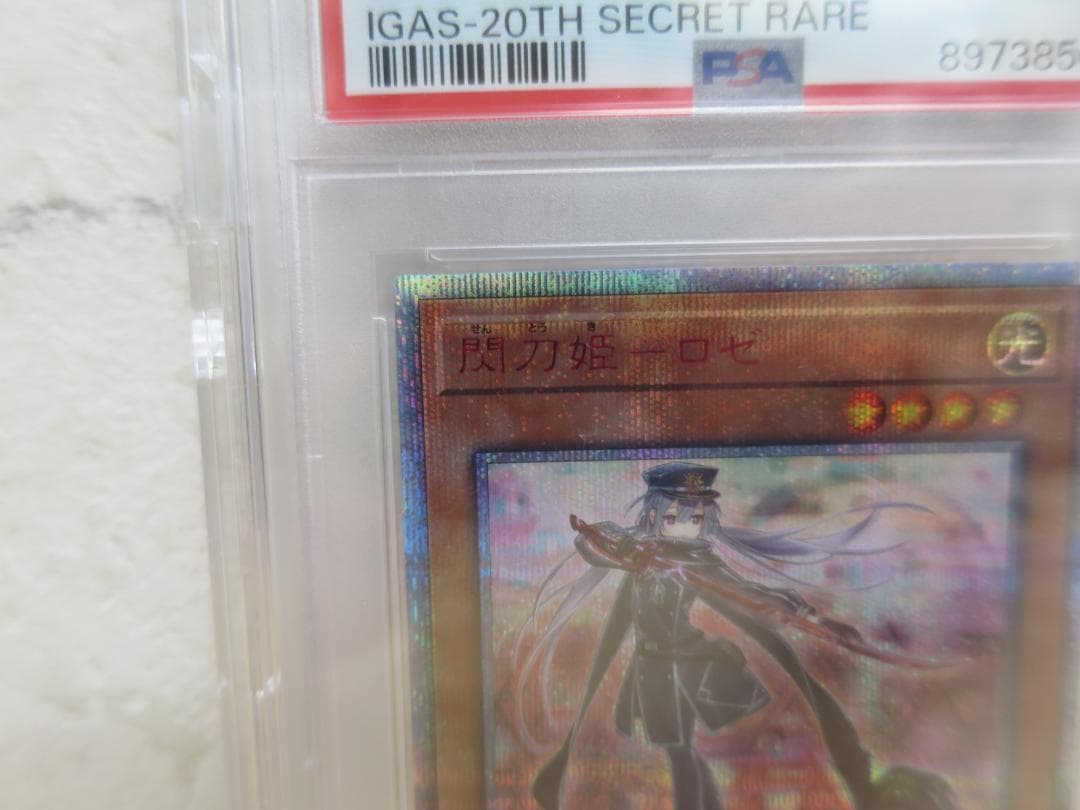 IGAS-20TH SECRET RARE
PSA
897385
せん とう き
閃刀姫－ロゼ
光